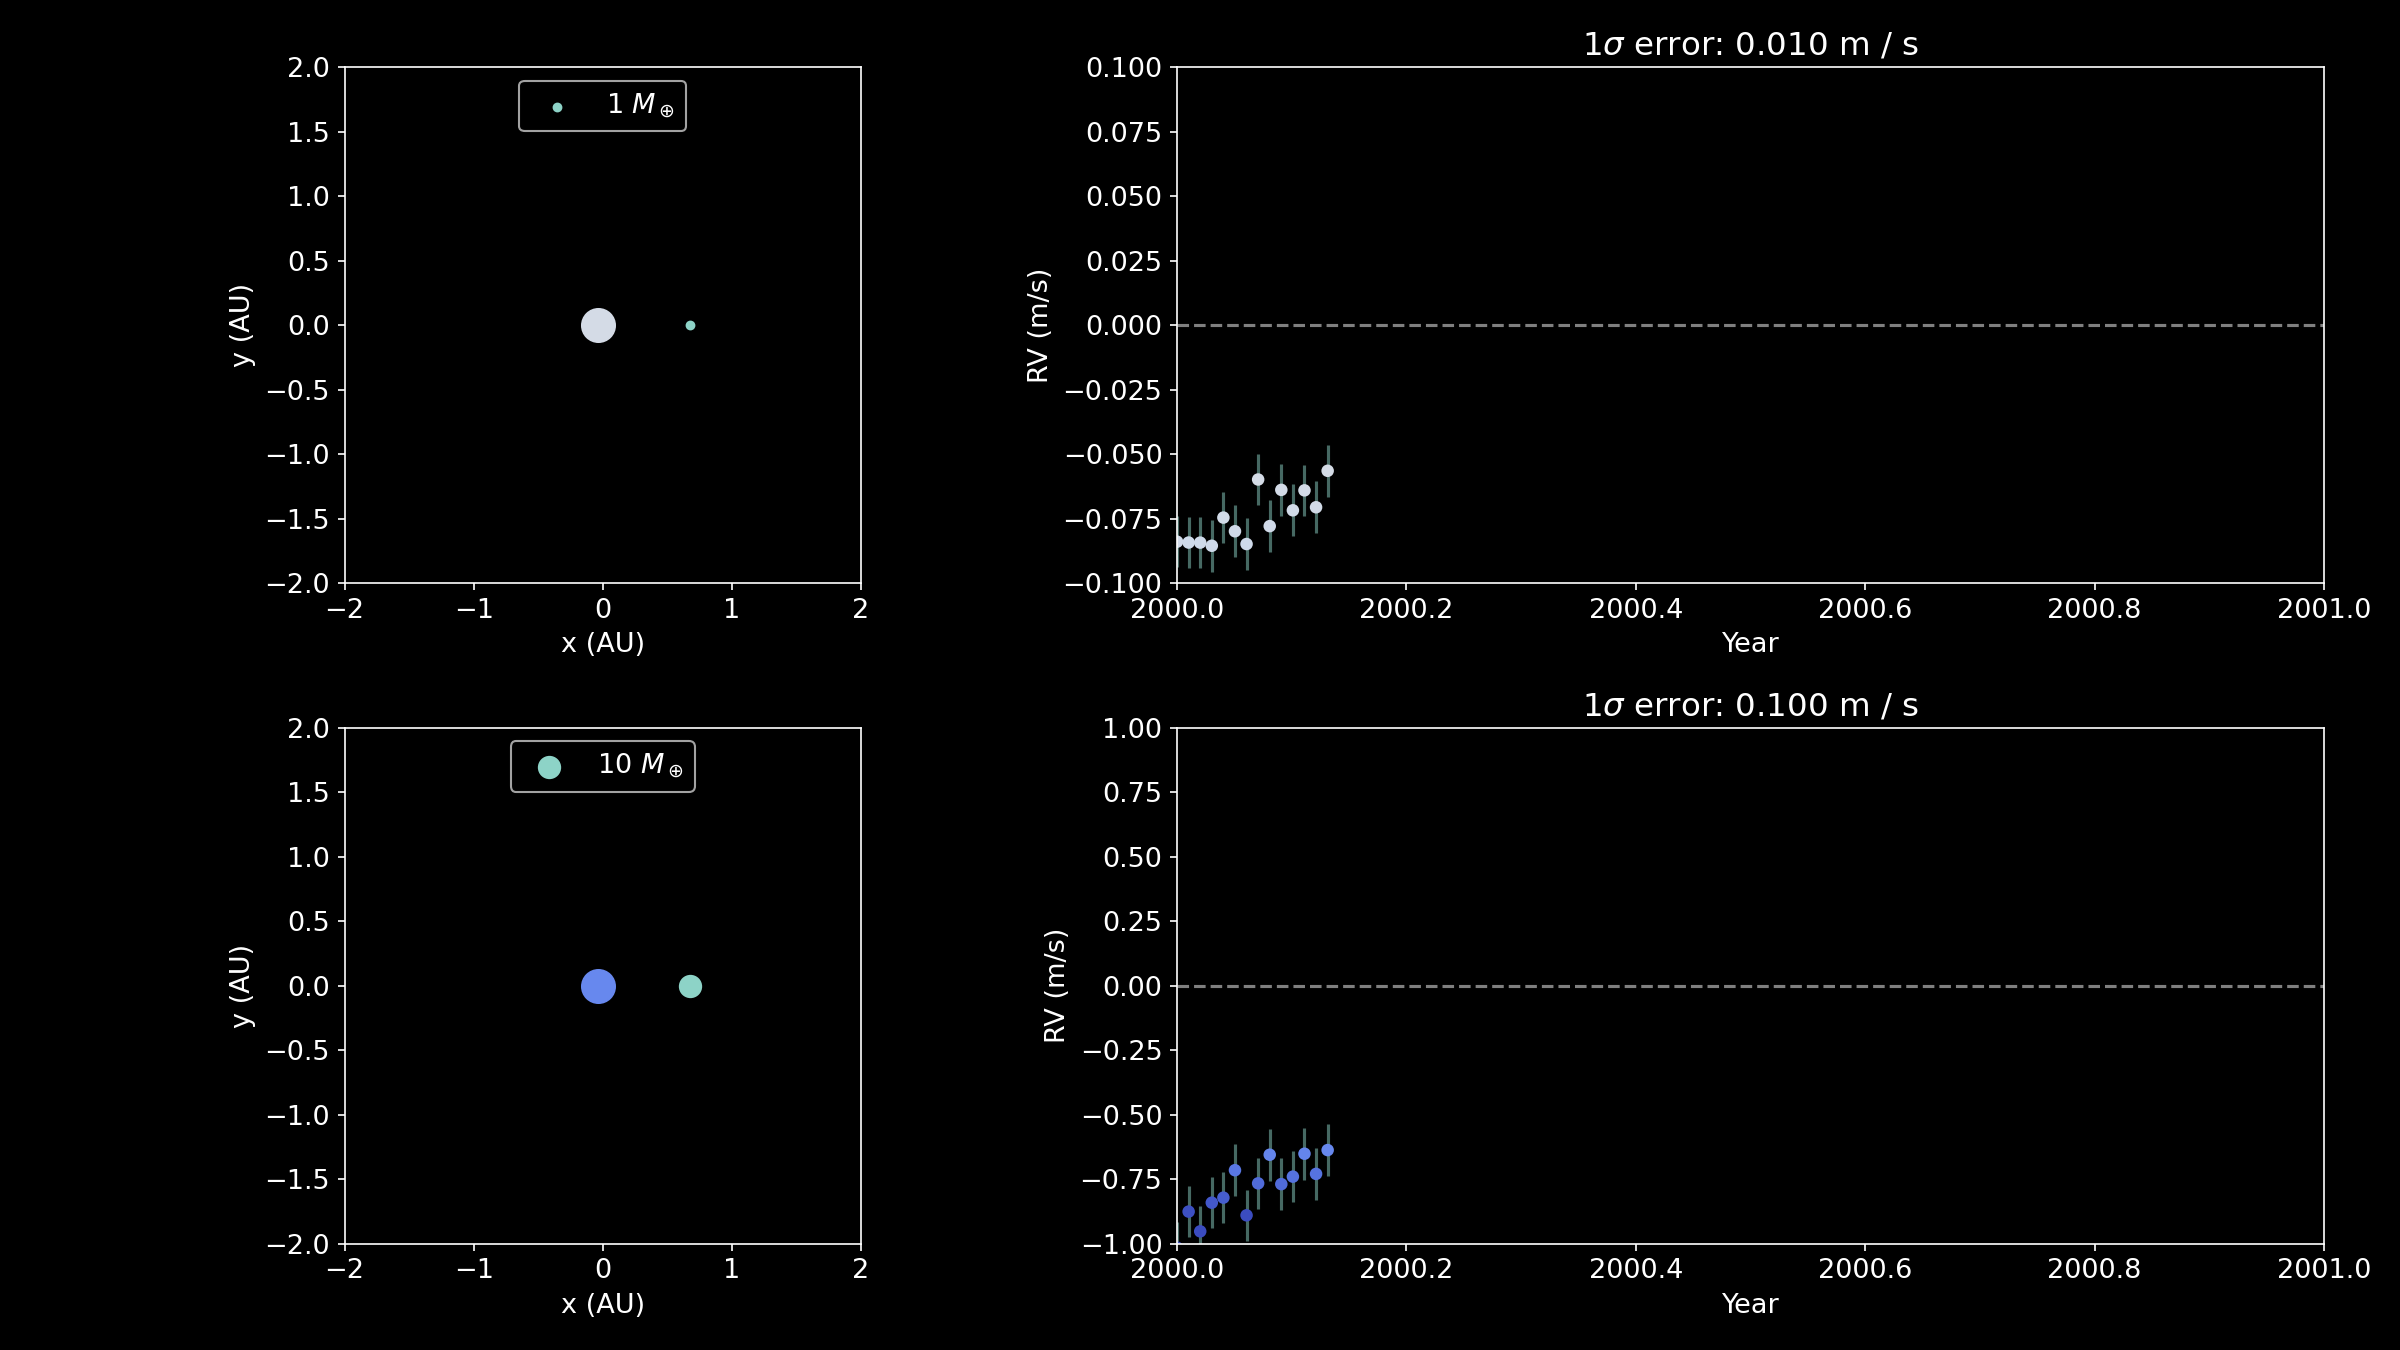 1σ error: 0.010 m / s
2.0
1.5
1.0
0.5
0.0
−0.5
−1.0
−1.5
−2.0
y (AU)
1 M⊕
−2 −1 0 1 2
x (AU)
0.100
0.075
0.050
0.025
0.000
−0.025
−0.050
−0.075
−0.100
RV (m/s)
2000.0 2000.2 2000.4 2000.6 2000.8 2001.0
Year
1σ error: 0.100 m / s
2.0
1.5
1.0
0.5
0.0
−0.5
−1.0
−1.5
−2.0
y (AU)
10 M⊕
−2 −1 0 1 2
x (AU)
1.00
0.75
0.50
0.25
0.00
−0.25
−0.50
−0.75
−1.00
RV (m/s)
2000.0 2000.2 2000.4 2000.6 2000.8 2001.0
Year